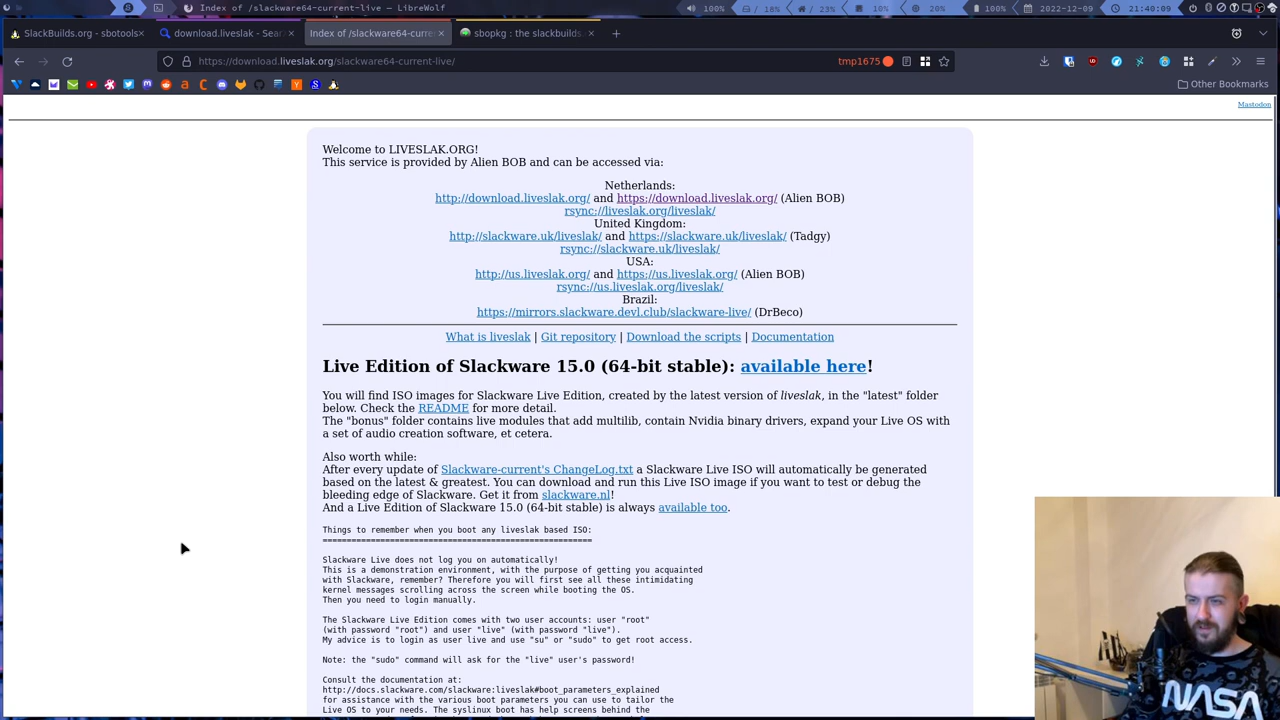 Index of /slackware64-current-live/ — LibreWolf
100%
18%
23%
20%
100%
2022-12-09
21:40:09
SlackBuilds.org - sbotools
download.liveslak - Sear
Index of /slackware64-curre
sbopkg : the slackbuilds
https://download.liveslak.org/slackware64-current-live/
tmp1675
Other Bookmarks
Mastodon
Welcome to LIVESLAK.ORG!
This service is provided by Alien BOB and can be accessed via:
Netherlands:
http://download.liveslak.org/ and https://download.liveslak.org/ (Alien BOB)
rsync://liveslak.org/liveslak/
United Kingdom:
http://slackware.uk/liveslak/ and https://slackware.uk/liveslak/ (Tadgy)
rsync://slackware.uk/liveslak/
USA:
http://us.liveslak.org/ and https://us.liveslak.org/ (Alien BOB)
rsync://us.liveslak.org/liveslak/
Brazil:
https://mirrors.slackware.devl.club/slackware-live/ (DrBeco)
What is liveslak | Git repository | Download the scripts | Documentation
Live Edition of Slackware 15.0 (64-bit stable): available here!
You will find ISO images for Slackware Live Edition, created by the latest version of liveslak, in the "latest" folder
below. Check the README for more detail.
The "bonus" folder contains live modules that add multilib, contain Nvidia binary drivers, expand your Live OS with
a set of audio creation software, et cetera.
Also worth while:
After every update of Slackware-current's ChangeLog.txt a Slackware Live ISO will automatically be generated
based on the latest & greatest. You can download and run this Live ISO image if you want to test or debug the
bleeding edge of Slackware. Get it from slackware.nl!
And a Live Edition of Slackware 15.0 (64-bit stable) is always available too.
Things to remember when you boot any liveslak based ISO:
======================================================
Slackware Live does not log you on automatically!
This is a demonstration environment, with the purpose of getting you acquainted
with Slackware, remember? Therefore you will first see all these intimidating
kernel messages scrolling across the screen while booting the OS.
Then you need to login manually.
The Slackware Live Edition comes with two user accounts: user "root"
(with password "root") and user "live" (with password "live").
My advice is to login as user live and use "su" or "sudo" to get root access.
Note: the "sudo" command will ask for the "live" user's password!
Consult the documentation at:
http://docs.slackware.com/slackware:liveslak#boot_parameters_explained
for assistance with the various boot parameters you can use to tailor the
Live OS to your needs. The syslinux boot has help screens behind the
NASA